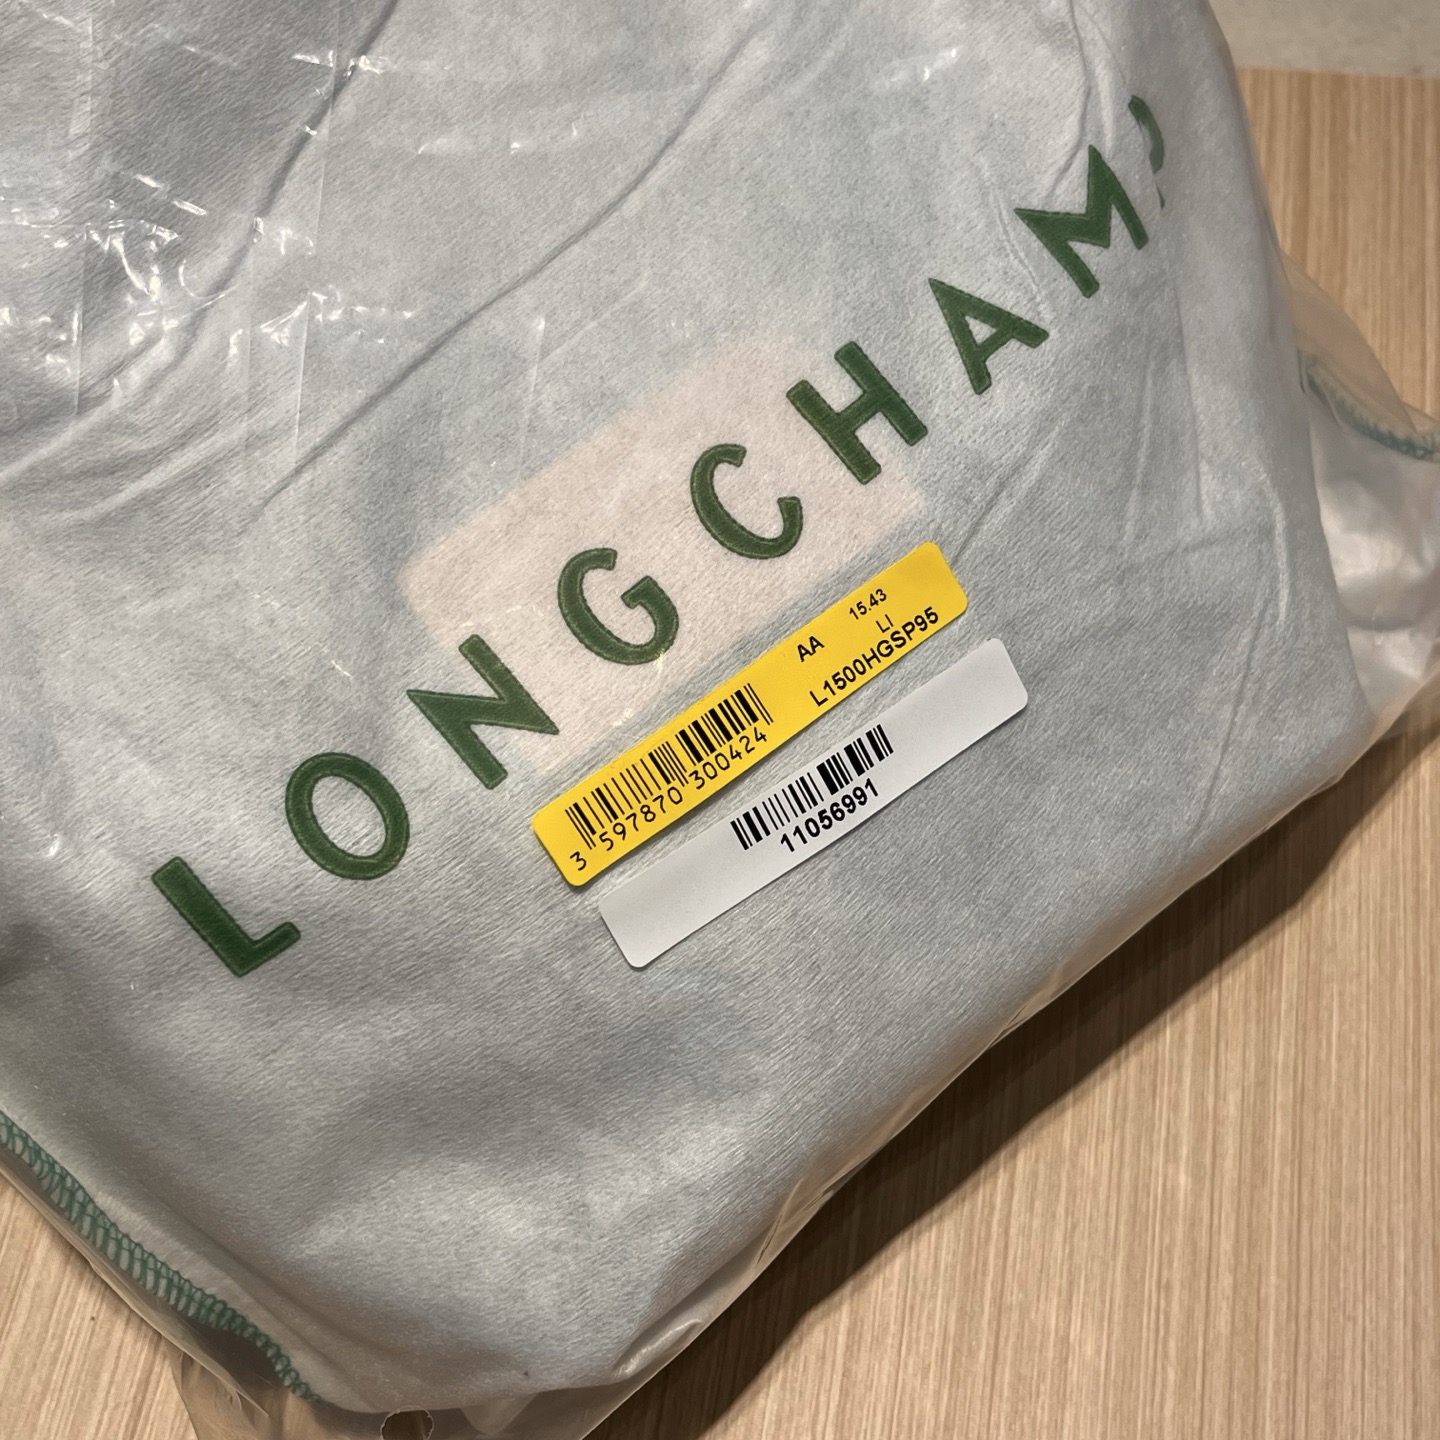 LONGCHAMP
AA
15.43
LI
L1500HGSP95
3 597870 300424
11056991